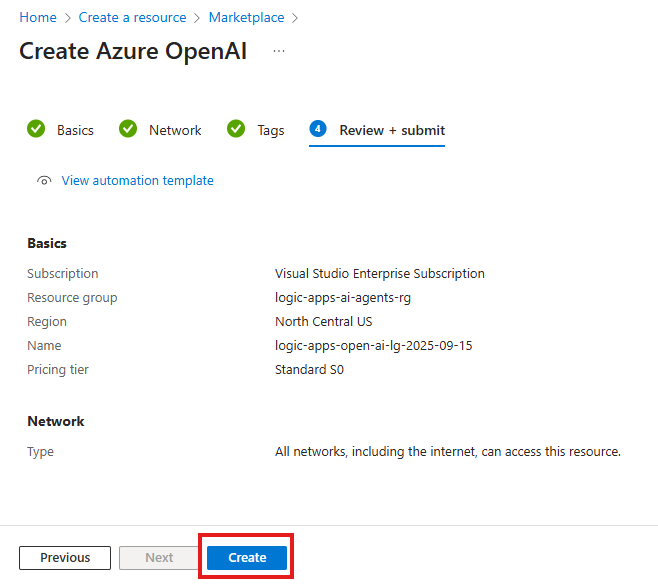 Home > Create a resource > Marketplace >
Create Azure OpenAI ...
Basics Network Tags 4 Review + submit
View automation template
Basics
Subscription Visual Studio Enterprise Subscription
Resource group logic-apps-ai-agents-rg
Region North Central US
Name logic-apps-open-ai-lg-2025-09-15
Pricing tier Standard S0
Network
Type All networks, including the internet, can access this resource.
Previous Next Create